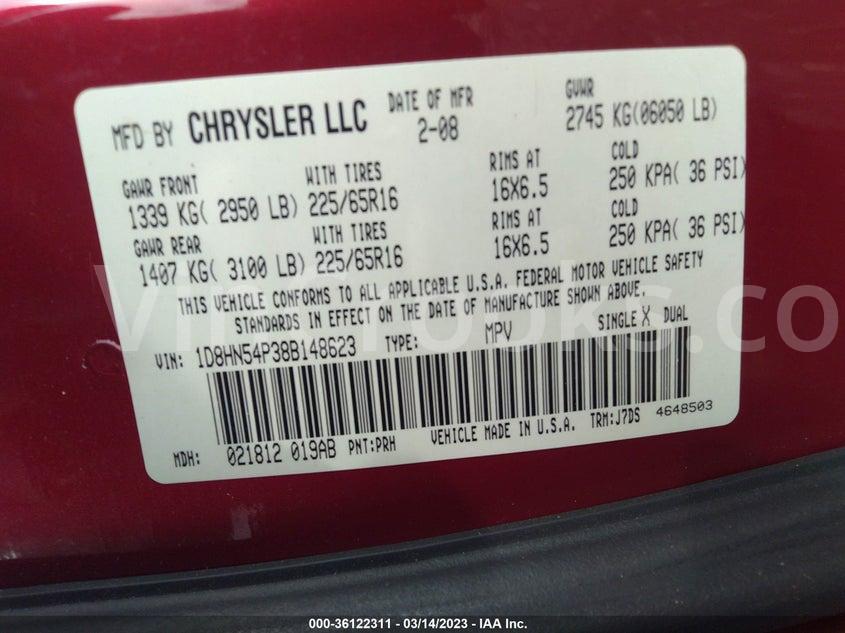 MFD BY CHRYSLER LLC DATE OF MFR 2-08 GVWR 2745 KG(06050 LB)
GAWR FRONT WITH TIRES RIMS AT COLD
1339 KG( 2950 LB) 225/65R16 16X6.5 250 KPA( 36 PSI)
GAWR REAR WITH TIRES RIMS AT COLD
1407 KG( 3100 LB) 225/65R16 16X6.5 250 KPA( 36 PSI)
THIS VEHICLE CONFORMS TO ALL APPLICABLE U.S.A. FEDERAL MOTOR VEHICLE SAFETY
STANDARDS IN EFFECT ON THE DATE OF MANUFACTURE SHOWN ABOVE.
VIN: 1D8HN54P38B148623 TYPE: MPV SINGLE X DUAL
MDH: 021812 019AB PNT:PRH VEHICLE MADE IN U.S.A. TRM:J7DS 4648503
000-36122311 - 03/14/2023 - IAA Inc.